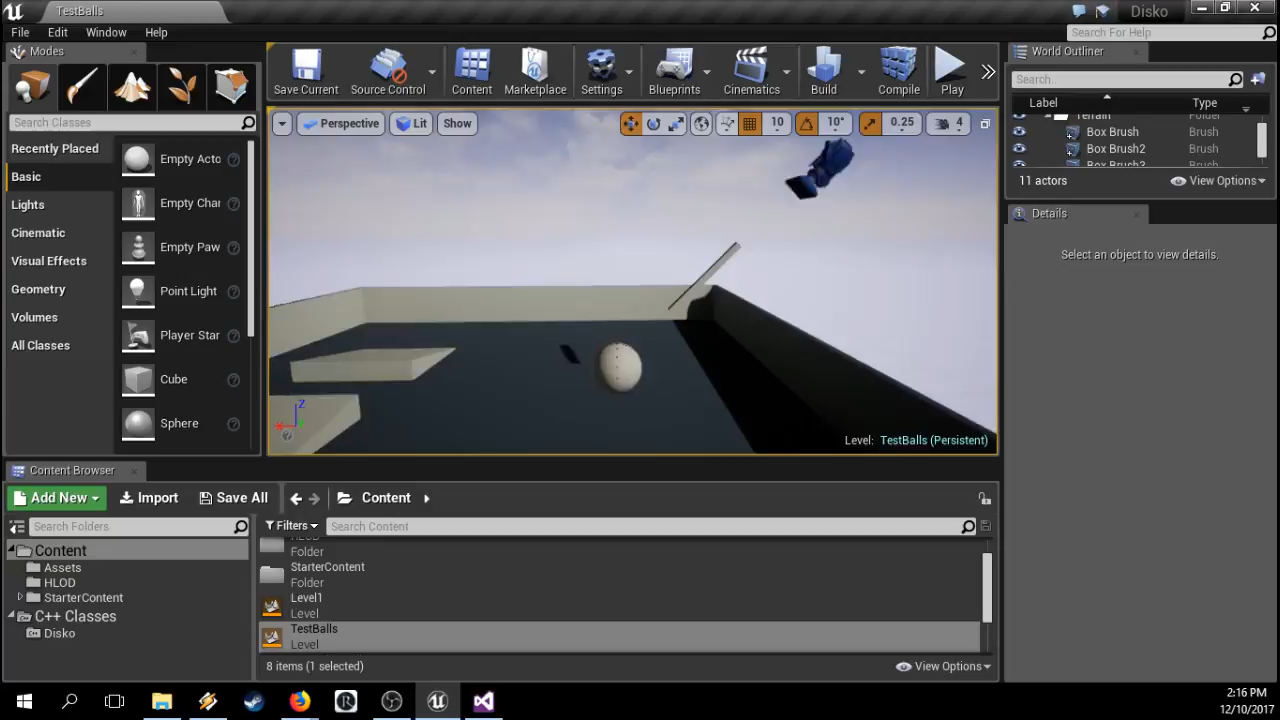 TestBalls
Disko
File Edit Window Help
Search For Help
Modes
Save Current
Source Control
Content
Marketplace
Settings
Blueprints
Cinematics
Build
Compile
Play
World Outliner
Search..
Label Type
Terrain Folder
Box Brush Brush
Box Brush2 Brush
Box Brush3 Brush
11 actors View Options
Search Classes
Recently Placed
Basic
Lights
Cinematic
Visual Effects
Geometry
Volumes
All Classes
Empty Acto
Empty Char
Empty Paw
Point Light
Player Star
Cube
Sphere
Perspective Lit Show
10 10° 0.25 4
Z
Level: TestBalls (Persistent)
Details
Select an object to view details.
Content Browser
Add New Import Save All Content
Search Folders
Filters Search Content
Content
Assets
HLOD
StarterContent
C++ Classes
Disko
HLOD
Folder
StarterContent
Folder
Level1
Level
TestBalls
Level
8 items (1 selected) View Options
2:16 PM
12/10/2017